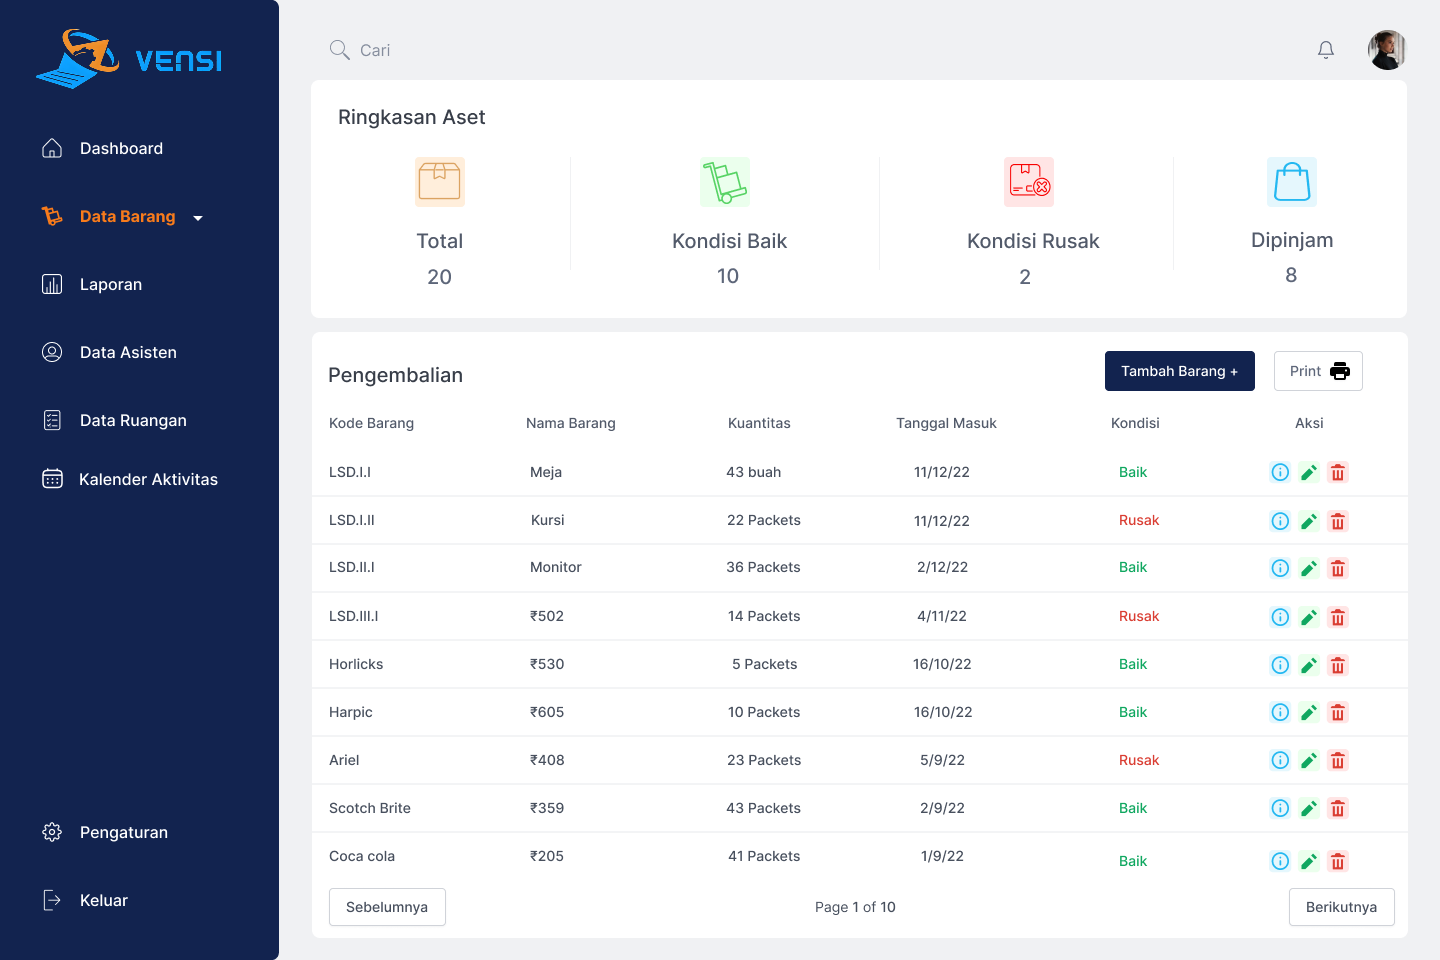 VENSI
Cari
Dashboard
Data Barang
Laporan
Data Asisten
Data Ruangan
Kalender Aktivitas
Pengaturan
Keluar
Ringkasan Aset
Total Kondisi Baik Kondisi Rusak Dipinjam
20 10 2 8
Pengembalian
Tambah Barang +
Print
Kode Barang Nama Barang Kuantitas Tanggal Masuk Kondisi Aksi
LSD.I.I Meja 43 buah 11/12/22 Baik
LSD.I.II Kursi 22 Packets 11/12/22 Rusak
LSD.II.I Monitor 36 Packets 2/12/22 Baik
LSD.III.I ₹502 14 Packets 4/11/22 Rusak
Horlicks ₹530 5 Packets 16/10/22 Baik
Harpic ₹605 10 Packets 16/10/22 Baik
Ariel ₹408 23 Packets 5/9/22 Rusak
Scotch Brite ₹359 43 Packets 2/9/22 Baik
Coca cola ₹205 41 Packets 1/9/22 Baik
Sebelumnya Page 1 of 10 Berikutnya